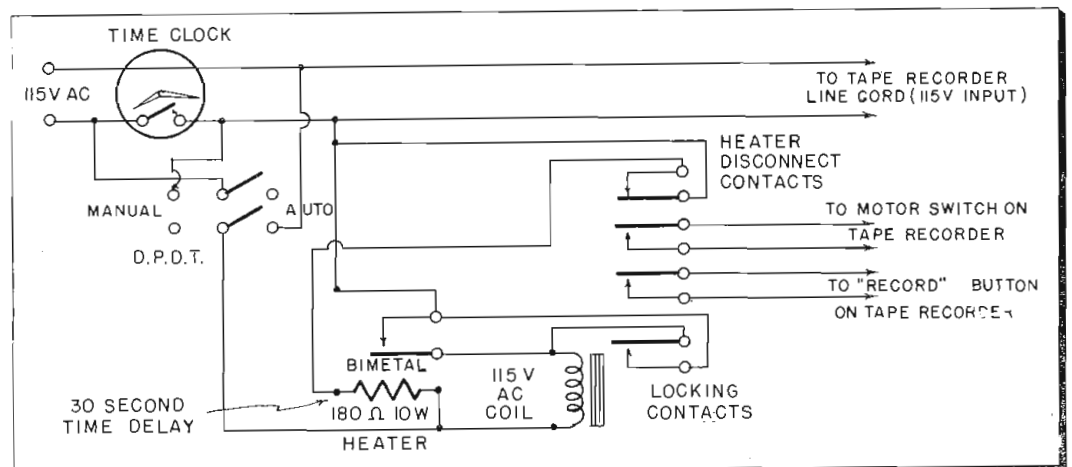 TIME CLOCK
115V AC
TO TAPE RECORDER
LINE CORD (115V INPUT)
HEATER
DISCONNECT
CONTACTS
MANUAL
AUTO
D.P.D.T.
TO MOTOR SWITCH ON
TAPE RECORDER
TO "RECORD" BUTTON
ON TAPE RECORDER
BIMETAL
115 V
AC
COIL
LOCKING
CONTACTS
30 SECOND
TIME DELAY
180 Ω 10W
HEATER